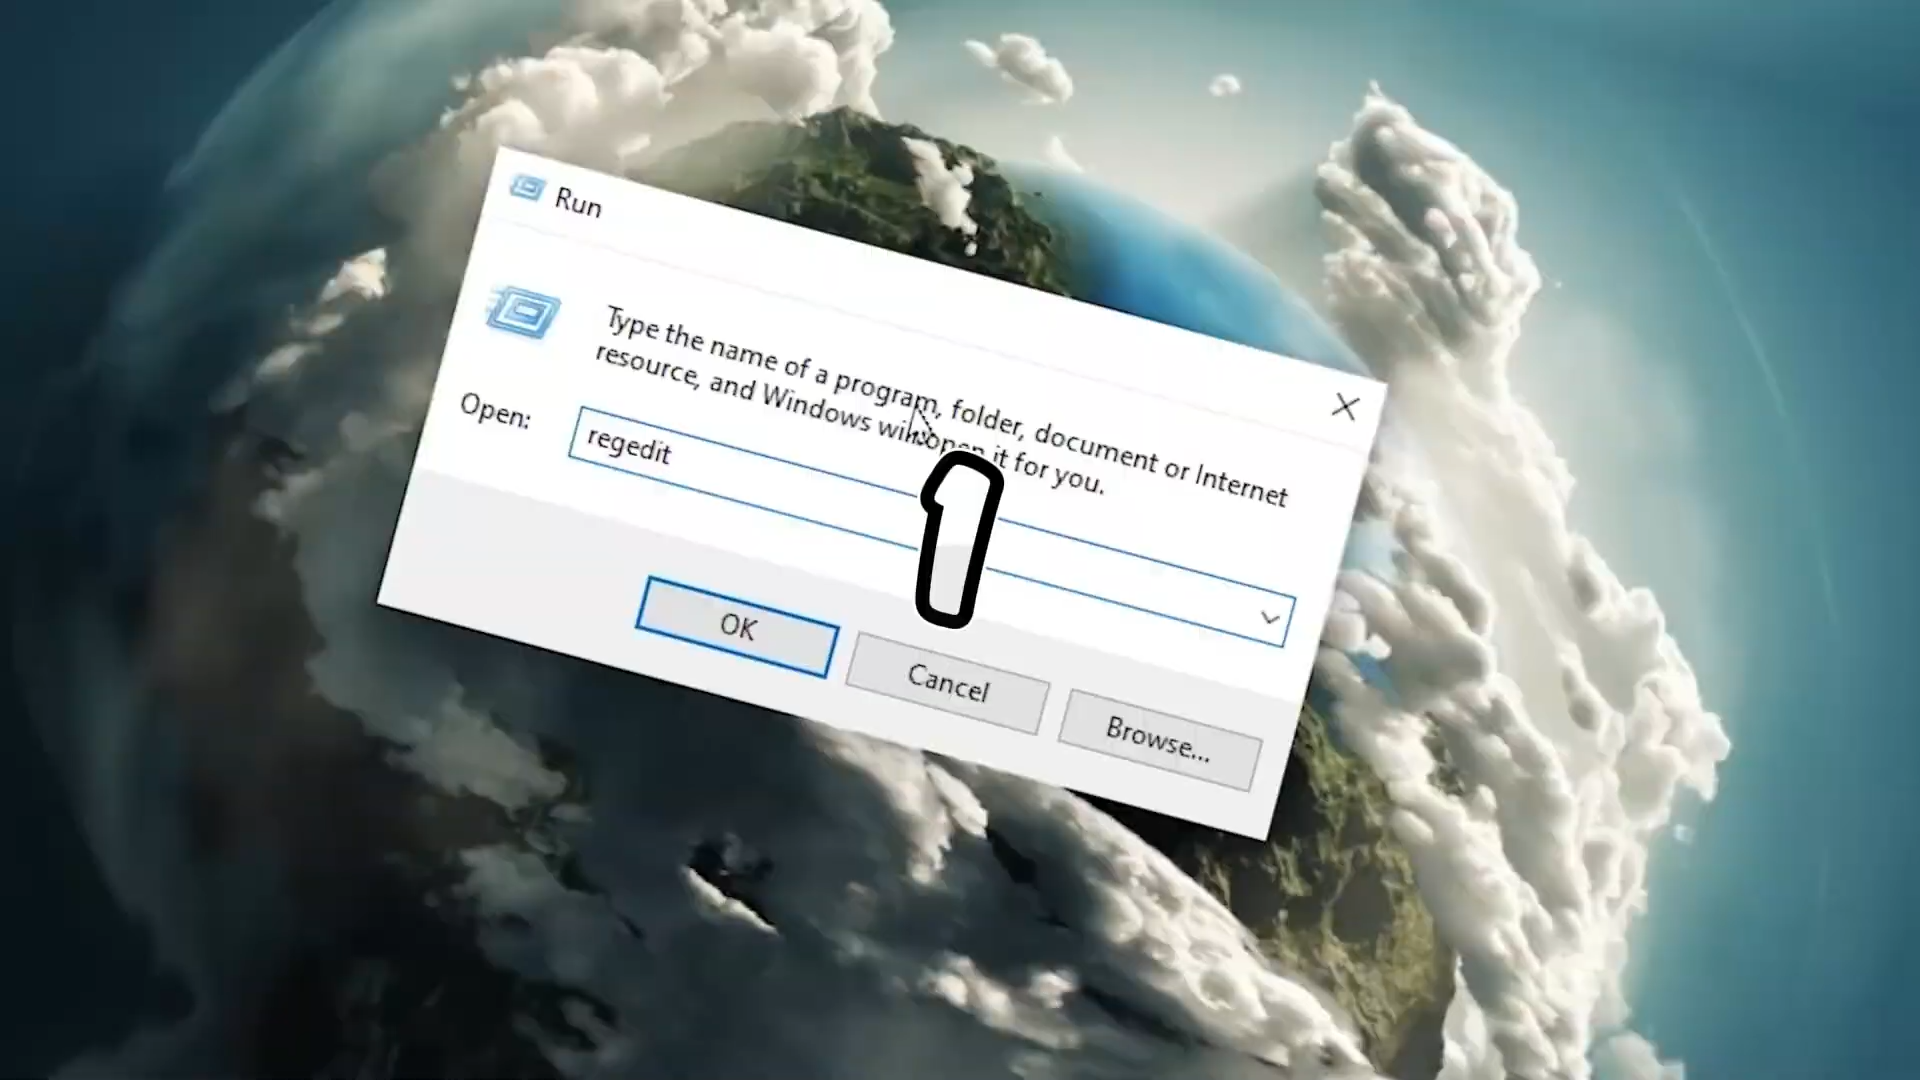 Run
Type the name of a program, folder, document or Internet
resource, and Windows will open it for you.
Open:
regedit
1
OK
Cancel
Browse...